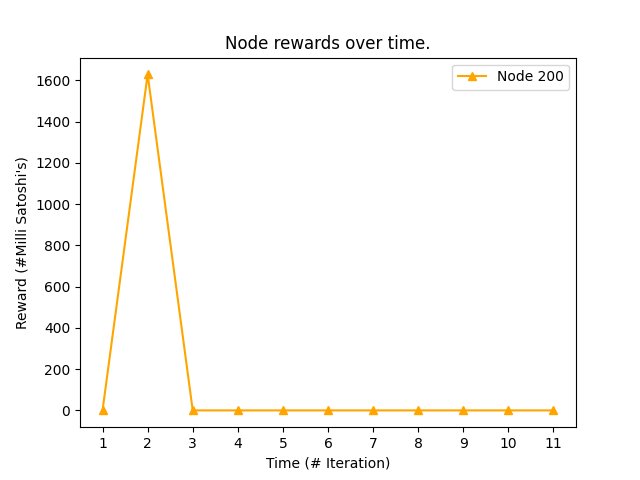 Node rewards over time.
Node 200
Reward (#Milli Satoshi's)
1600
1400
1200
1000
800
600
400
200
0
1 2 3 4 5 6 7 8 9 10 11
Time (# Iteration)